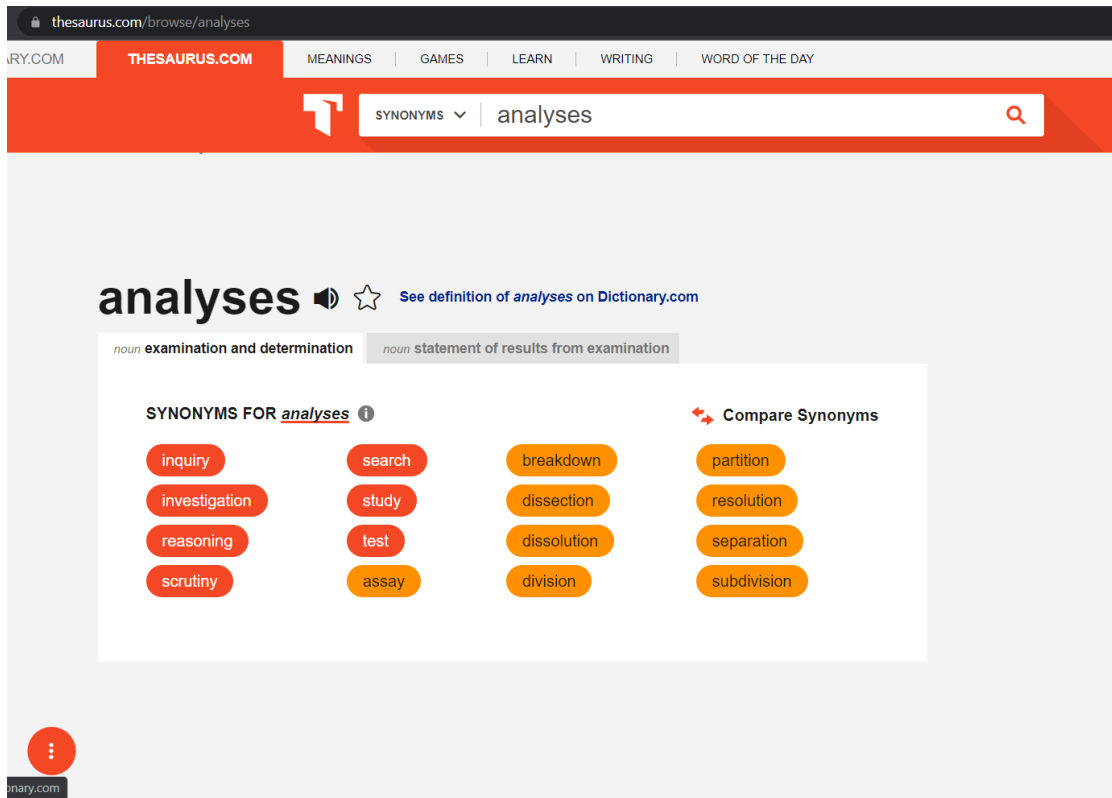 thesaurus.com/browse/analyses
ARY.COM THESAURUS.COM MEANINGS GAMES LEARN WRITING WORD OF THE DAY
SYNONYMS analyses
analyses See definition of analyses on Dictionary.com
noun examination and determination noun statement of results from examination
SYNONYMS FOR analyses Compare Synonyms
inquiry search breakdown partition
investigation study dissection resolution
reasoning test dissolution separation
scrutiny assay division subdivision
onary.com